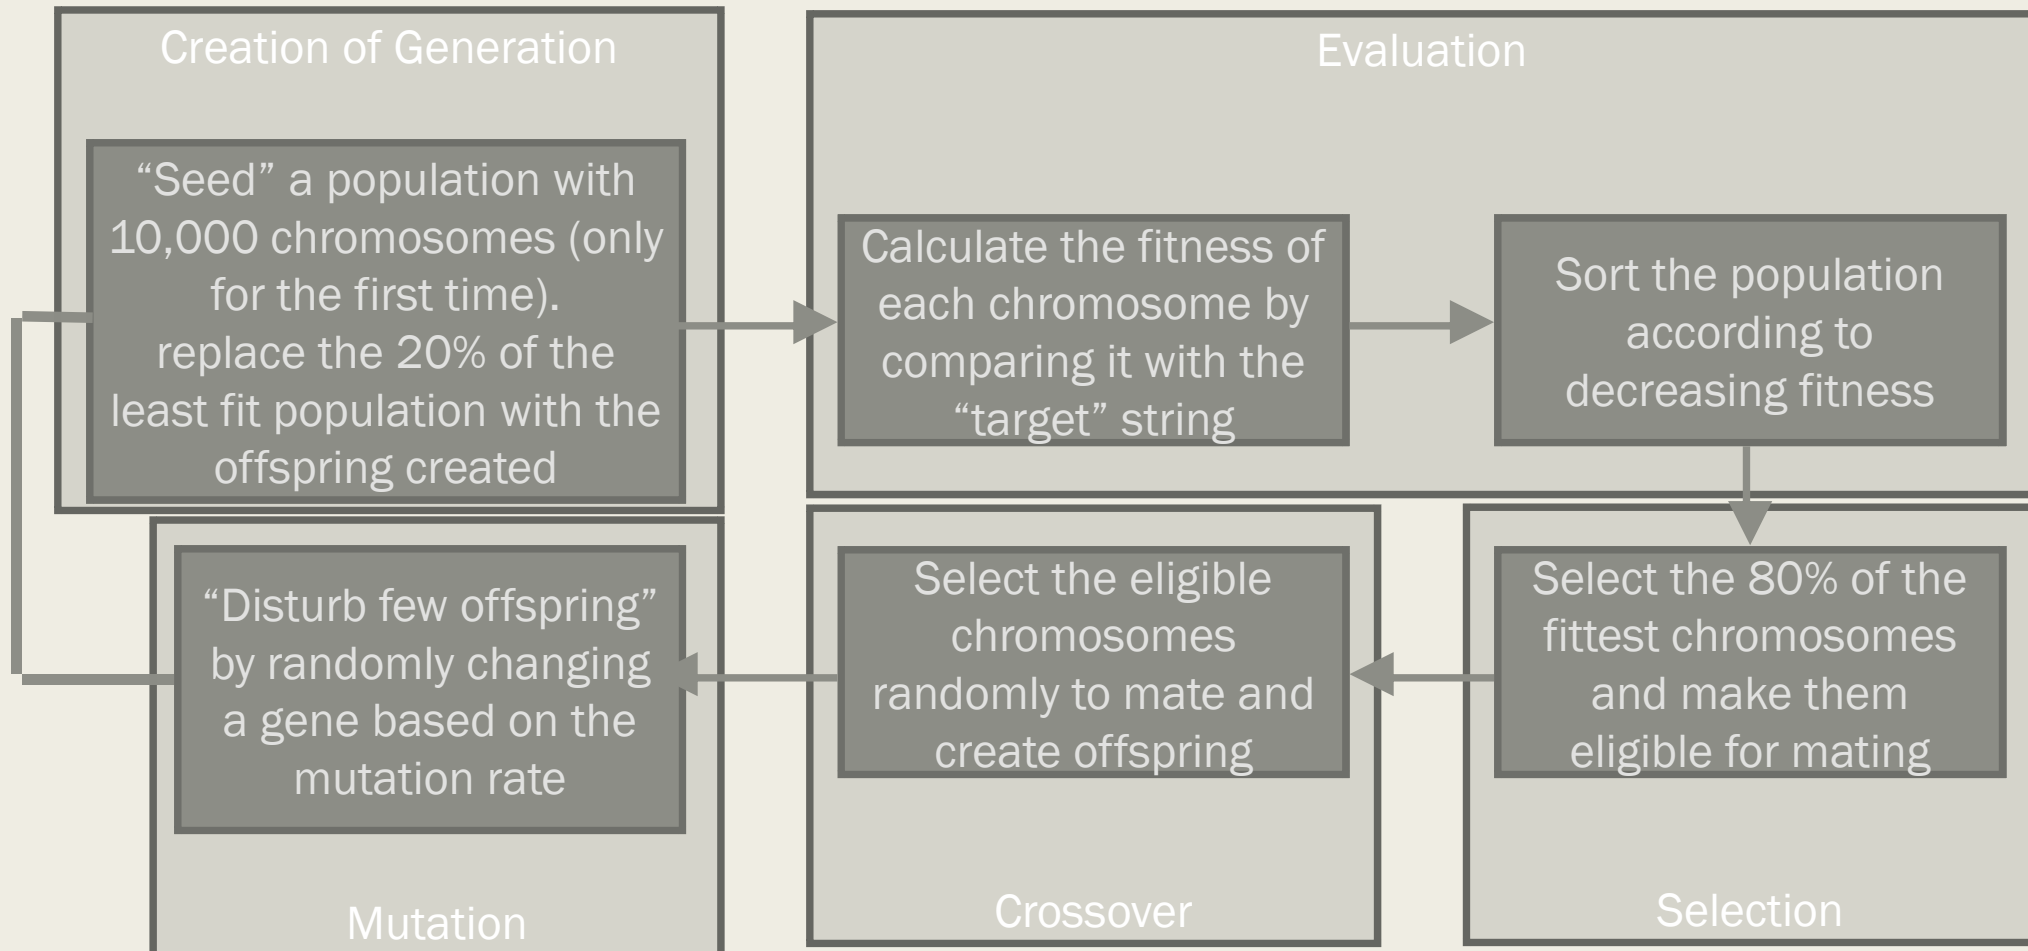 Creation of Generation
“Seed” a population with
10,000 chromosomes (only
for the first time).
replace the 20% of the
least fit population with the
offspring created
Evaluation
Calculate the fitness of
each chromosome by
comparing it with the
“target” string
Sort the population
according to
decreasing fitness
Select the 80% of the
fittest chromosomes
and make them
eligible for mating
Selection
Select the eligible
chromosomes
randomly to mate and
create offspring
Crossover
“Disturb few offspring”
by randomly changing
a gene based on the
mutation rate
Mutation